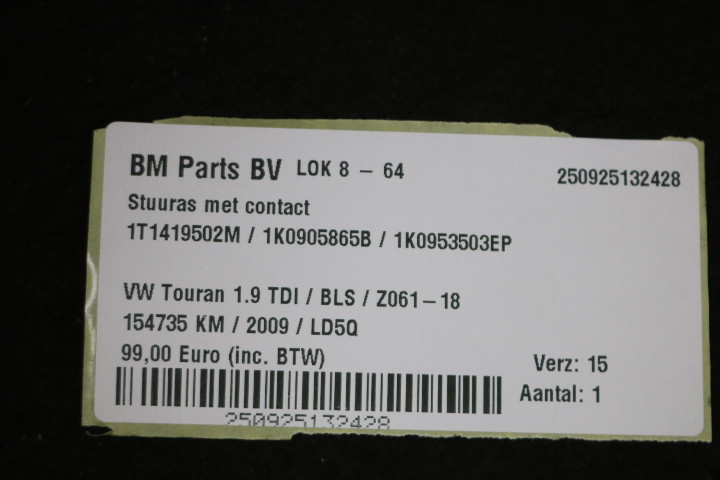 BM Parts BV LOK 8 - 64 250925132428
Stuuras met contact
1T1419502M / 1K0905865B / 1K0953503EP
VW Touran 1.9 TDI / BLS / Z061-18
154735 KM / 2009 / LD5Q
99,00 Euro (inc. BTW) Verz: 15
Aantal: 1
250925132428